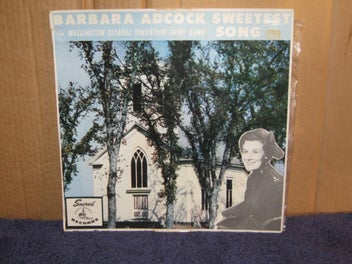 BARBARA ADCOCK SWEETEST
WELLINGTON CITADEL SALVATION ARMY BAND SONG
Sacred
RECORDS